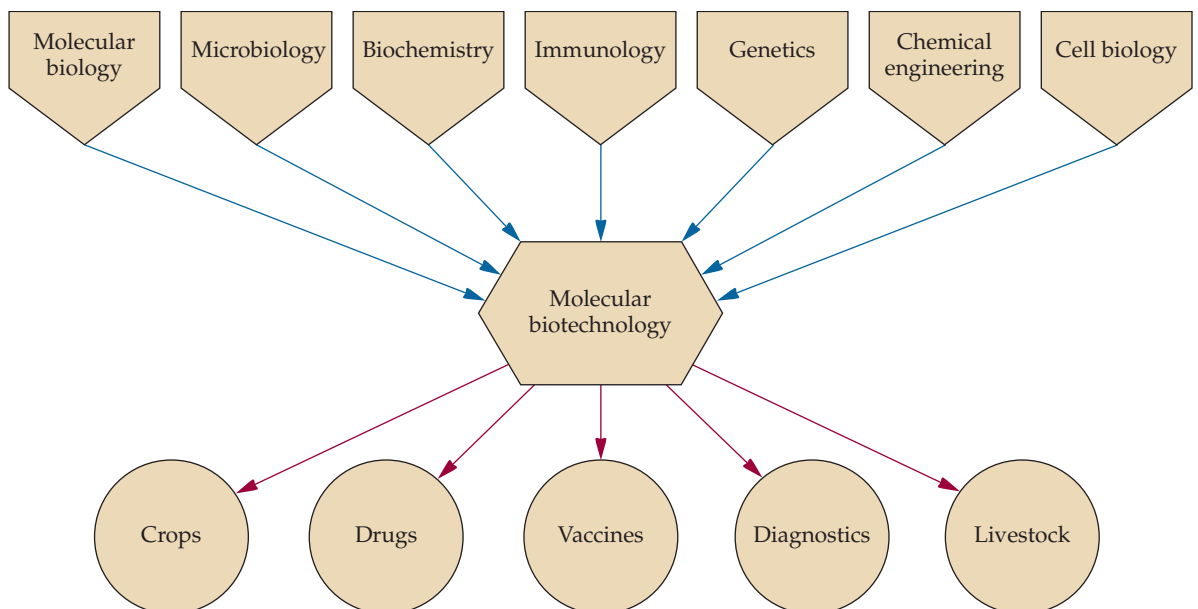 Molecular
biology
Microbiology
Biochemistry
Immunology
Genetics
Chemical
engineering
Cell biology
Molecular
biotechnology
Crops
Drugs
Vaccines
Diagnostics
Livestock